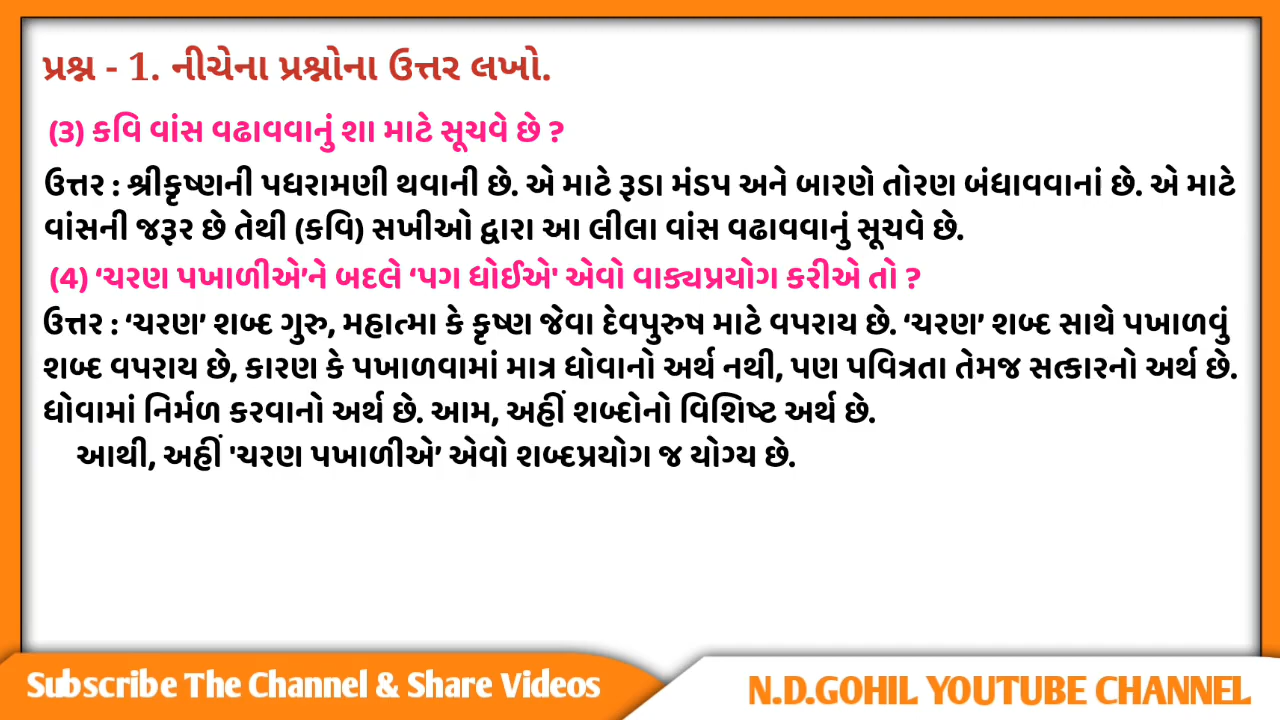 પ્રશ્ન - 1. નીચેના પ્રશ્નોના ઉત્તર લખો.
(૩) કવિ વાંસ વઢાવવાનું શા માટે સૂચવે છે ?
ઉત્તર : શ્રીકૃષ્ણની પધરામણી થવાની છે. એ માટે રૂડા મંડપ અને બારણે તોરણ બંધાવવાનાં છે. એ માટે
વાંસની જરૂર છે તેથી (કવિ) સખીઓ દ્વારા આ લીલા વાંસ વઢાવવાનું સૂચવે છે.
(4) ‘ચરણ પખાળીએ’ને બદલે ‘પગ ધોઈએ' એવો વાક્યપ્રયોગ કરીએ તો ?
ઉત્તર : ‘ચરણ’ શબ્દ ગુરુ, મહાત્મા કે કૃષ્ણ જેવા દેવપુરુષ માટે વપરાય છે. ‘ચરણ’ શબ્દ સાથે પખાળવું
શબ્દ વપરાય છે, કારણ કે પખાળવામાં માત્ર ધોવાનો અર્થ નથી, પણ પવિત્રતા તેમજ સત્કારનો અર્થ છે.
ધોવામાં નિર્મળ કરવાનો અર્થ છે. આમ, અહીં શબ્દોનો વિશિષ્ટ અર્થ છે.
આથી, અહીં 'ચરણ પખાળીએ’ એવો શબ્દપ્રયોગ જ યોગ્ય છે.
Subscribe The Channel & Share Videos
N.D.GOHIL YOUTUBE CHANNEL